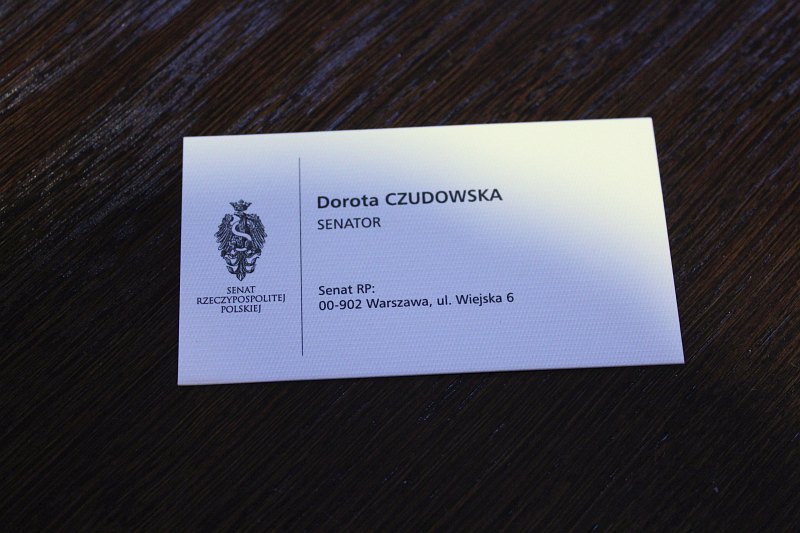 SENAT
RZECZYPOSPOLITEJ
POLSKIEJ
Dorota CZUDOWSKA
SENATOR
Senat RP:
00-902 Warszawa, ul. Wiejska 6